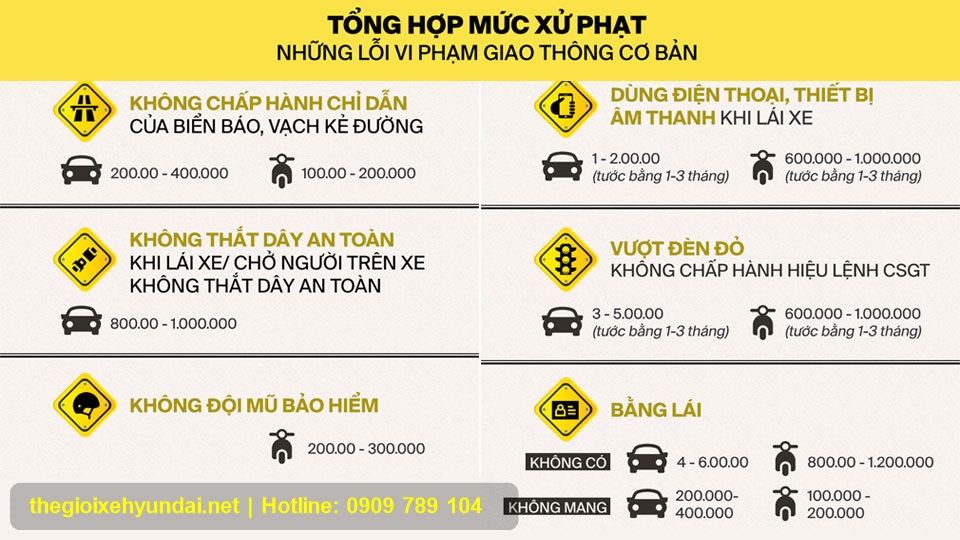 TỔNG HỢP MỨC XỬ PHẠT
NHỮNG LỖI VI PHẠM GIAO THÔNG CƠ BẢN
KHÔNG CHẤP HÀNH CHỈ DẪN
CỦA BIỂN BÁO, VẠCH KẺ ĐƯỜNG
200.00 - 400.000
100.00 - 200.000
KHÔNG THẮT DÂY AN TOÀN
KHI LÁI XE/ CHỞ NGƯỜI TRÊN XE
KHÔNG THẮT DÂY AN TOÀN
800.00 - 1.000.000
KHÔNG ĐỘI MŨ BẢO HIỂM
200.00 - 300.000
DÙNG ĐIỆN THOẠI, THIẾT BỊ
ÂM THANH KHI LÁI XE
1 - 2.00.00
(tước bằng 1-3 tháng)
600.000 - 1.000.000
(tước bằng 1-3 tháng)
VƯỢT ĐÈN ĐỎ
KHÔNG CHẤP HÀNH HIỆU LỆNH CSGT
3 - 5.00.00
(tước bằng 1-3 tháng)
600.000 - 1.000.000
(tước bằng 1-3 tháng)
BẰNG LÁI
KHÔNG CÓ
4 - 6.00.00
800.00 - 1.200.000
KHÔNG MANG
200.000-
400.000
100.000 -
200.000
thegioixehyundai.net | Hotline: 0909 789 104